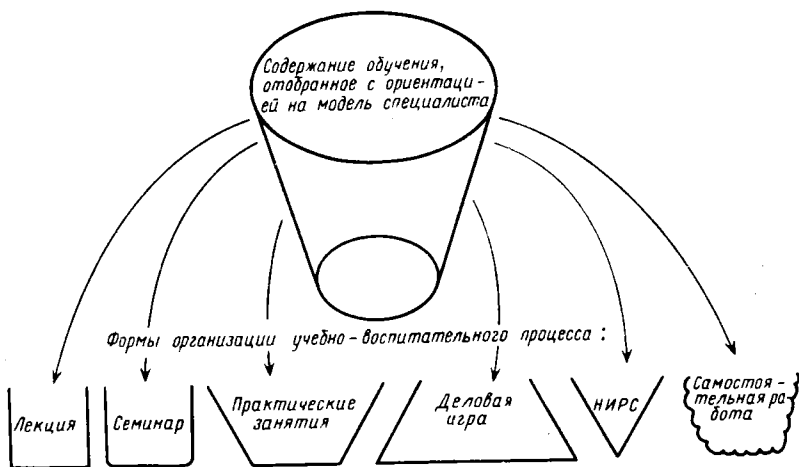 Содержание обучения,
отобранное с ориентаци-
ей на модель специалиста
Формы организации учебно-воспитательного процесса:
Лекция
Семинар
Практические
занятия
Деловая
игра
НИРС
Самостоя-
тельная ра-
бота